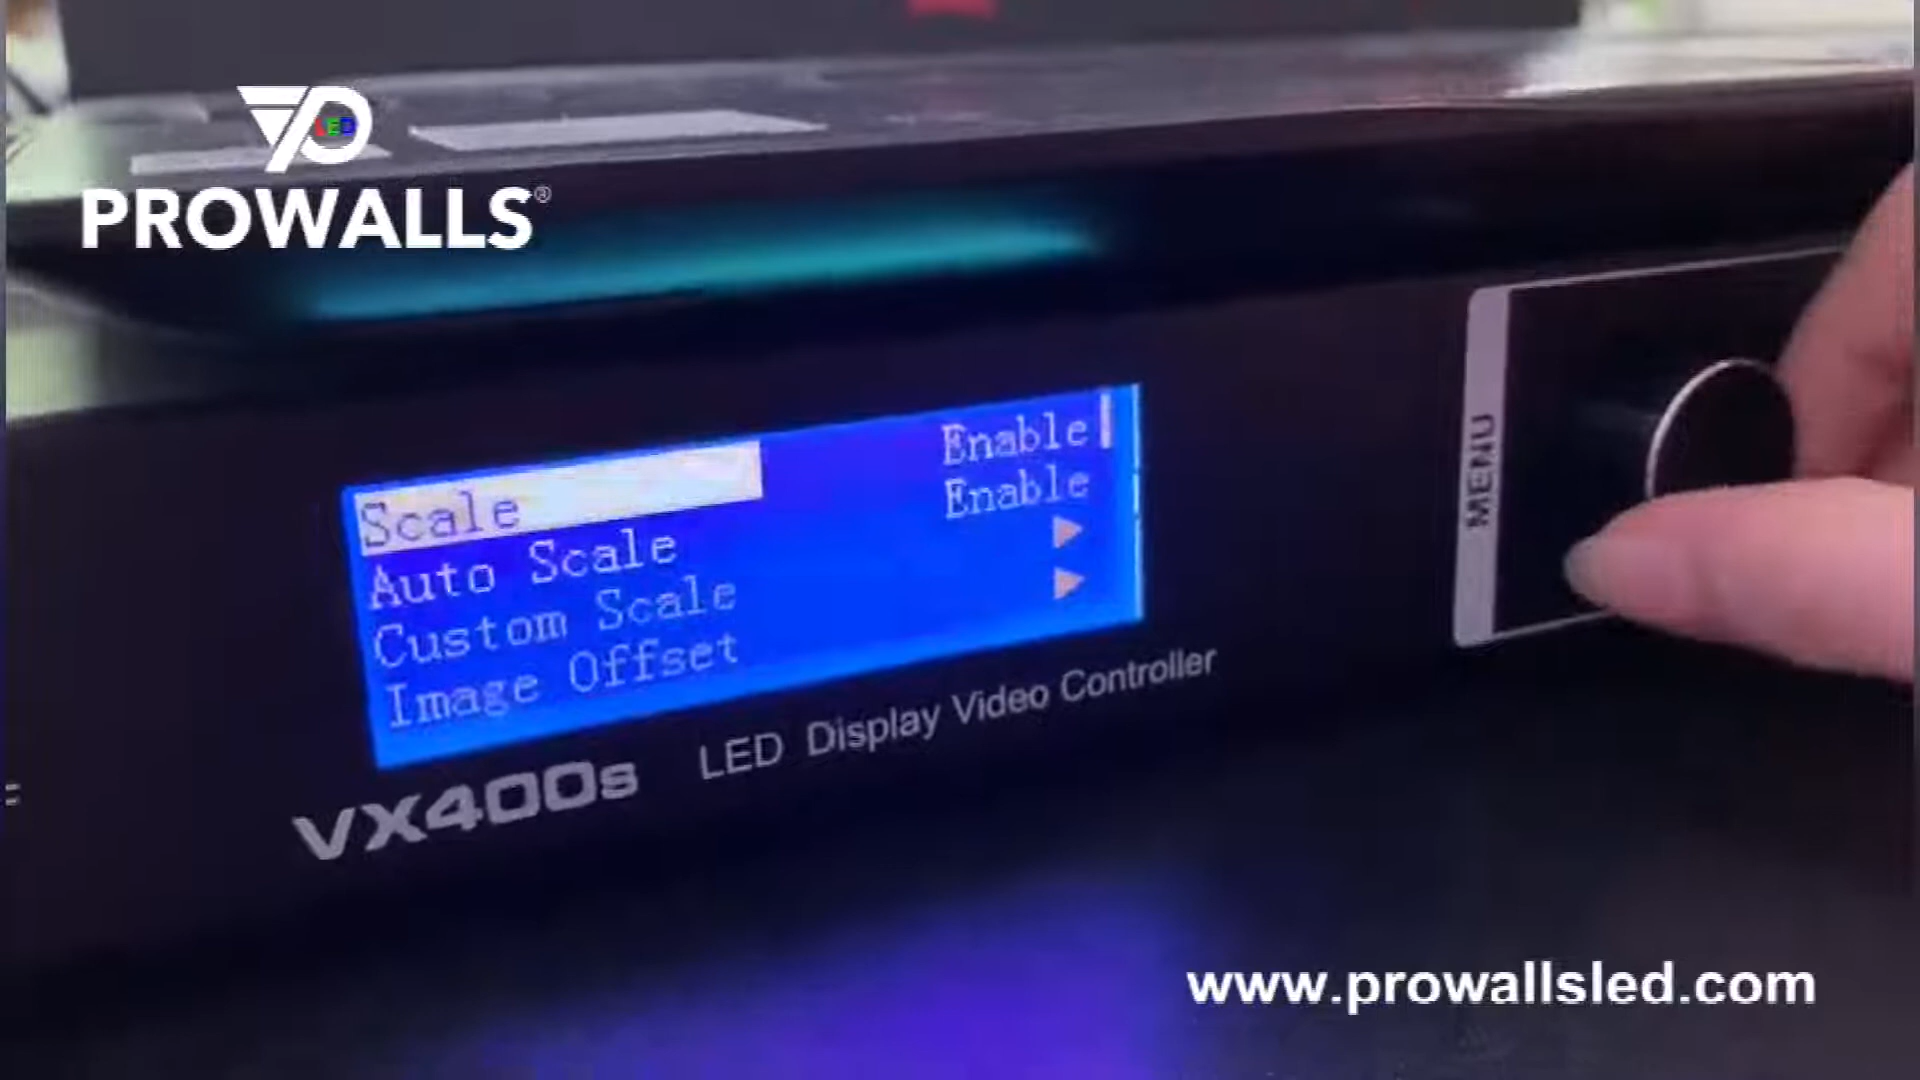 LED
PROWALLS®
Scale Enable
Auto Scale Enable
Custom Scale
Image Offset
MENU
VX400s LED Display Video Controller
www.prowallsled.com